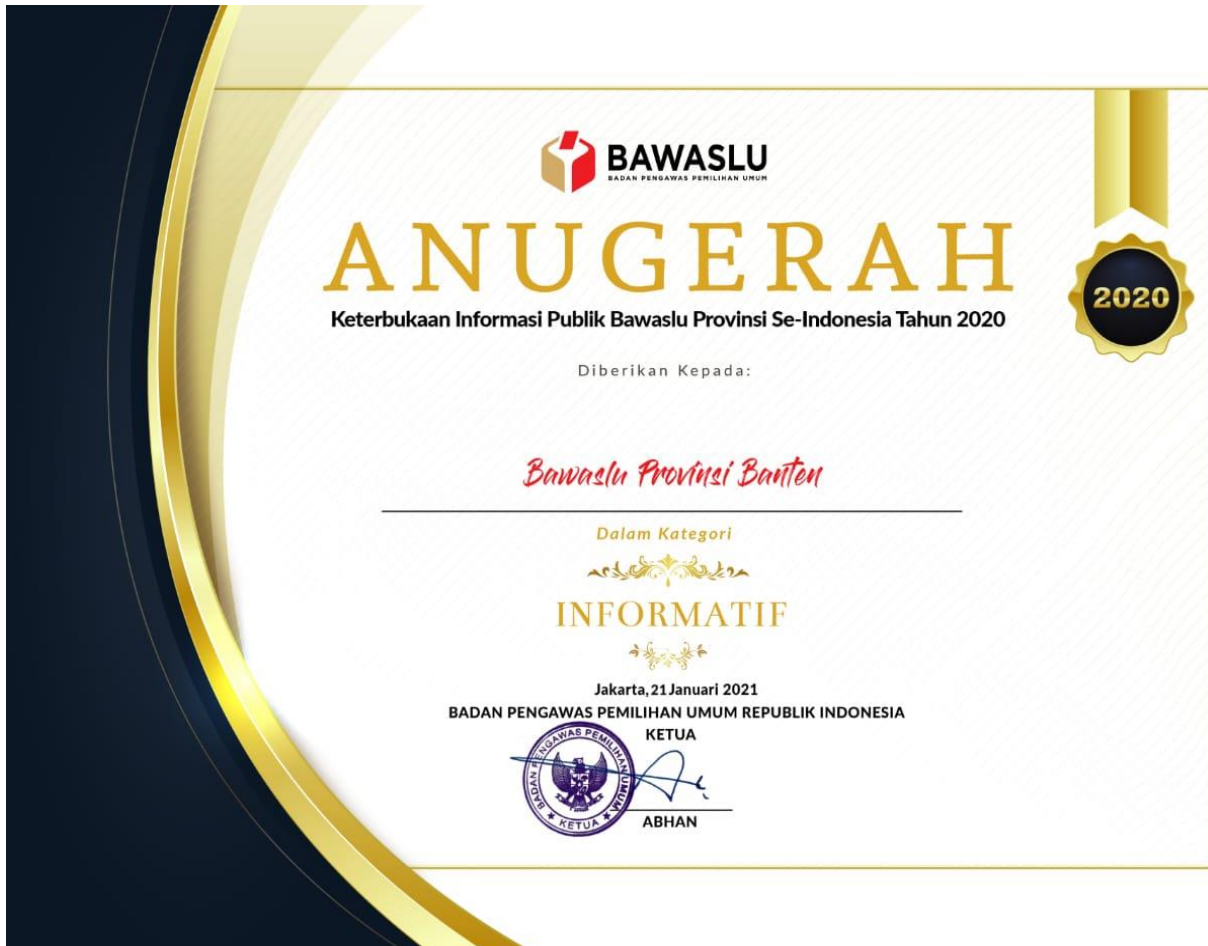 BAWASLU
BADAN PENGAWAS PEMILIHAN UMUM
ANUGERAH
2020
Keterbukaan Informasi Publik Bawaslu Provinsi Se-Indonesia Tahun 2020
Diberikan Kepada:
Bawaslu Provinsi Banten
Dalam Kategori
INFORMATIF
Jakarta, 21 Januari 2021
BADAN PENGAWAS PEMILIHAN UMUM REPUBLIK INDONESIA
KETUA
BADAN PENGAWAS PEMILIHAN UMUM
KETUA
ABHAN